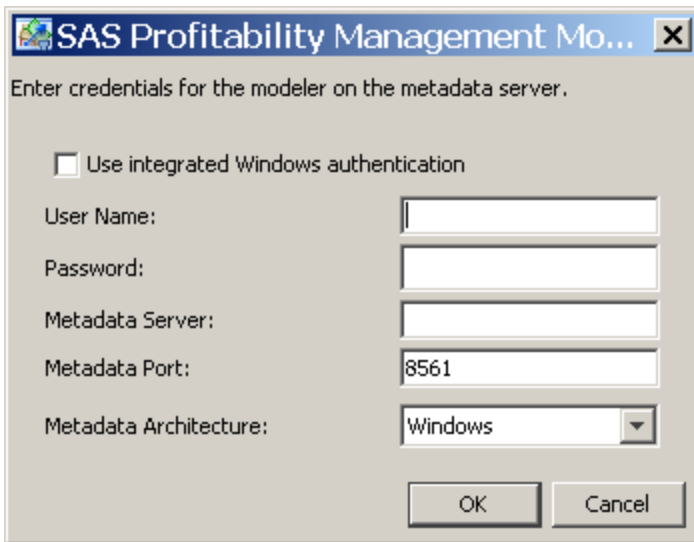 SAS Profitability Management Mo...
Enter credentials for the modeler on the metadata server.
Use integrated Windows authentication
User Name:
Password:
Metadata Server:
Metadata Port: 8561
Metadata Architecture: Windows
OK Cancel